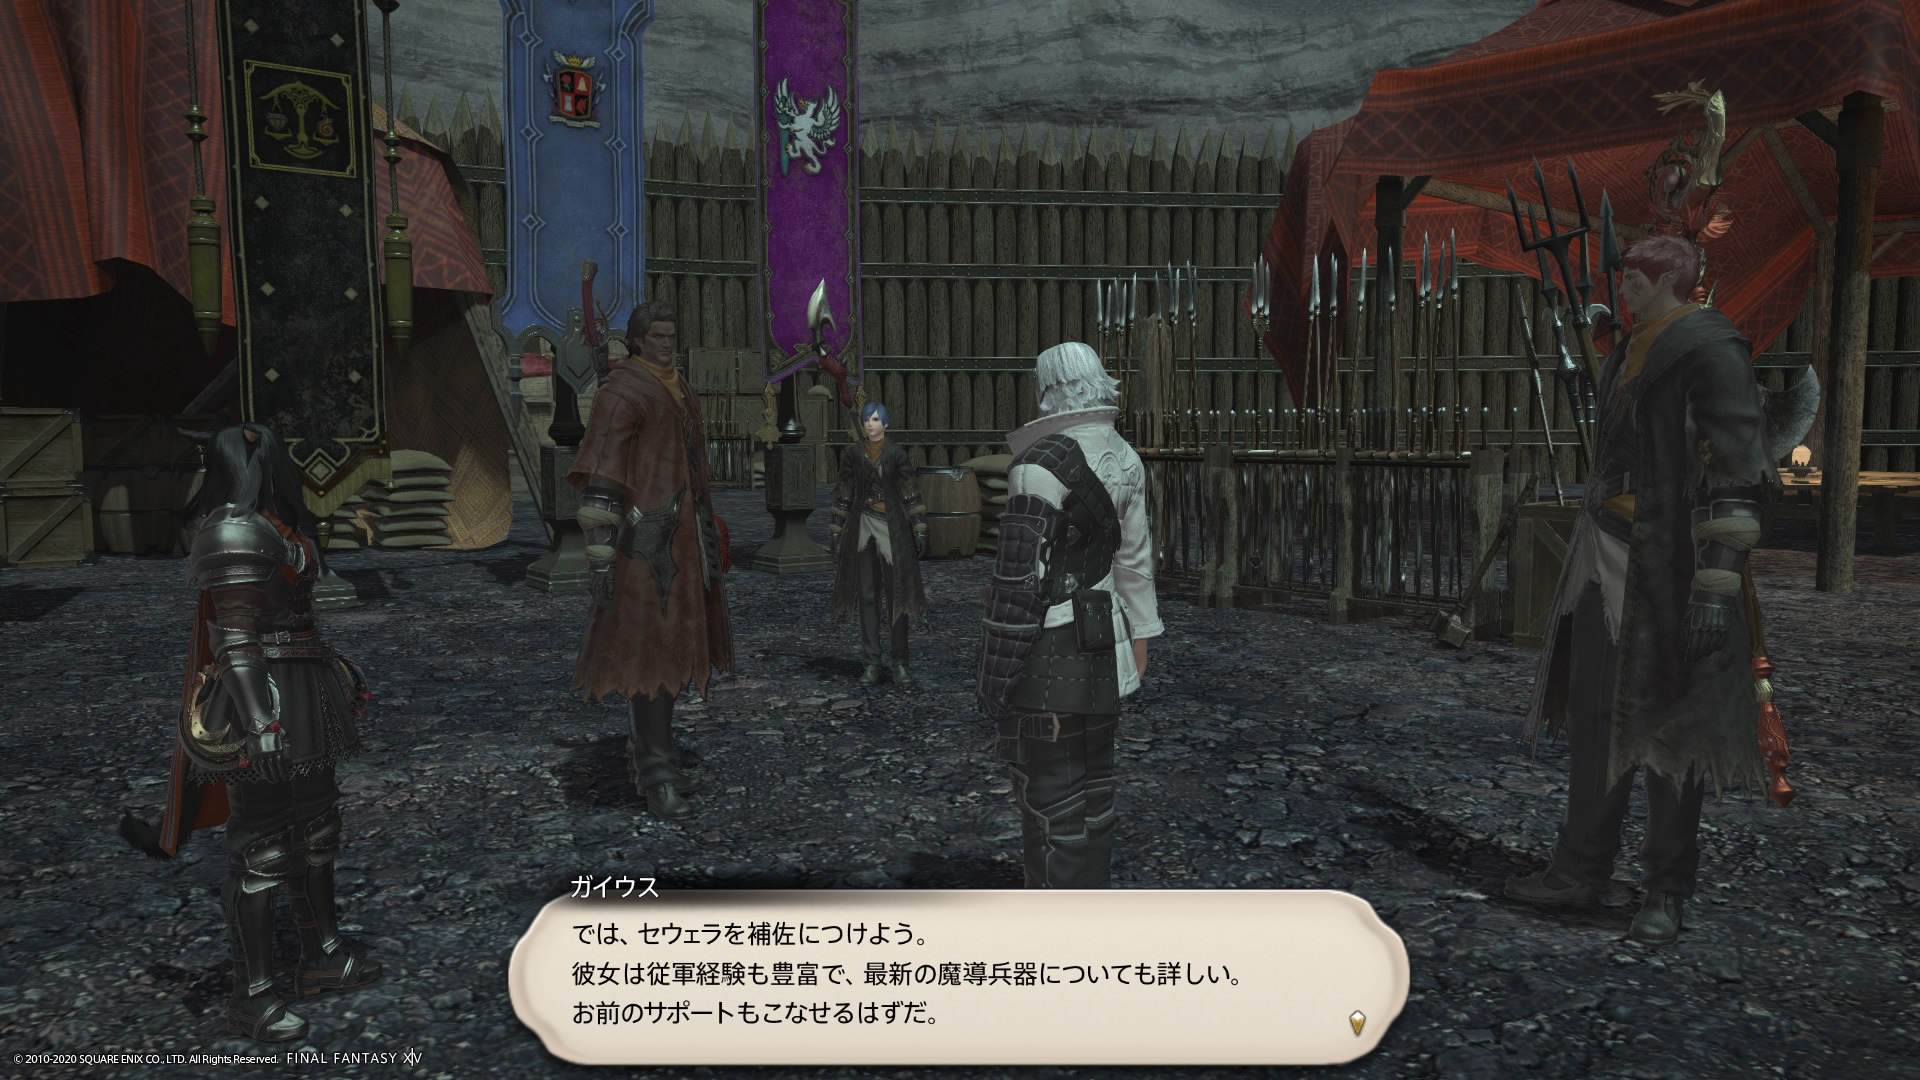 ガイウス
では、セウェラを補佐につけよう。
彼女は従軍経験も豊富で、最新の魔導兵器についても詳しい。
お前のサポートもこなせるはずだ。
© 2010-2020 SQUARE ENIX CO., LTD. All Rights Reserved. FINAL FANTASY XIV